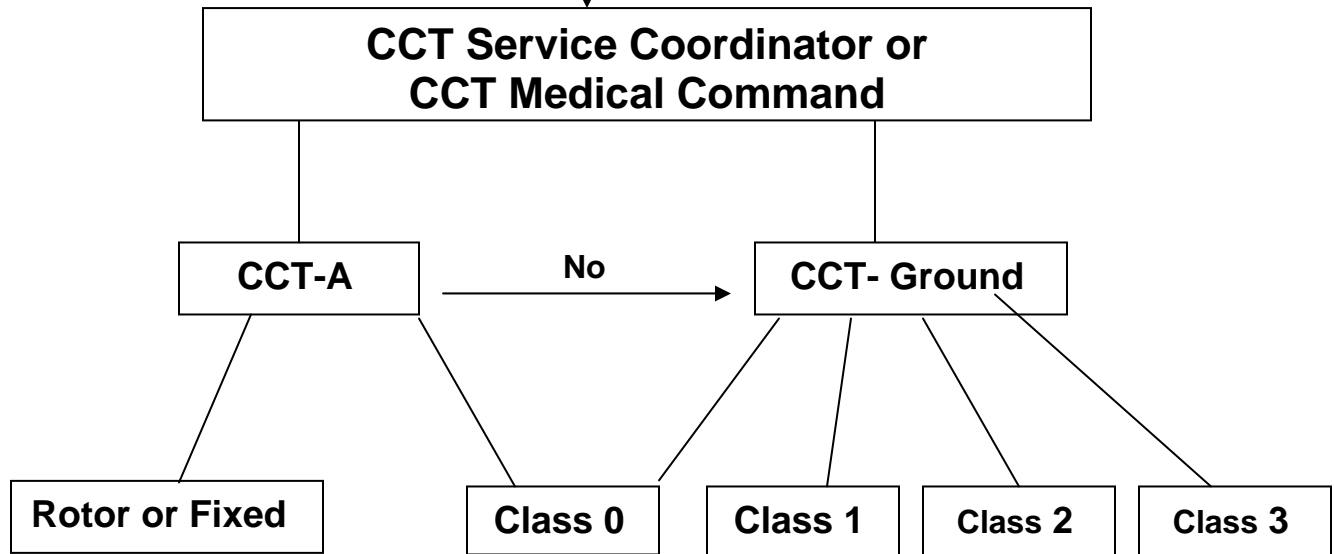 CCT Service Coordinator or
CCT Medical Command
CCT-A
No
CCT- Ground
Rotor or Fixed
Class 0
Class 1
Class 2
Class 3